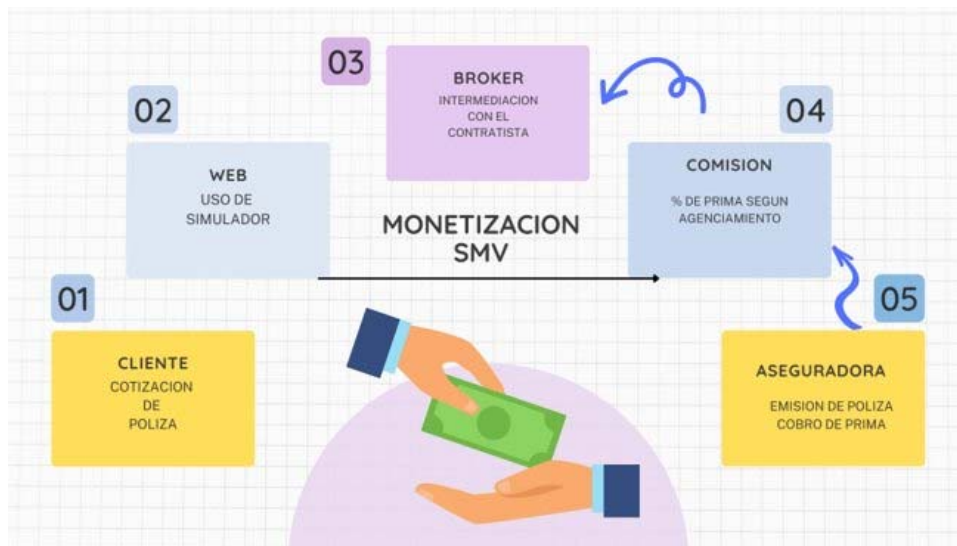 01
CLIENTE
COTIZACION
DE
POLIZA
02
WEB
USO DE
SIMULADOR
03
BROKER
INTERMEDIACION
CON EL
CONTRATISTA
04
COMISION
% DE PRIMA SEGUN
AGENCIAMIENTO
05
ASEGURADORA
EMISION DE POLIZA
COBRO DE PRIMA
MONETIZACION
SMV